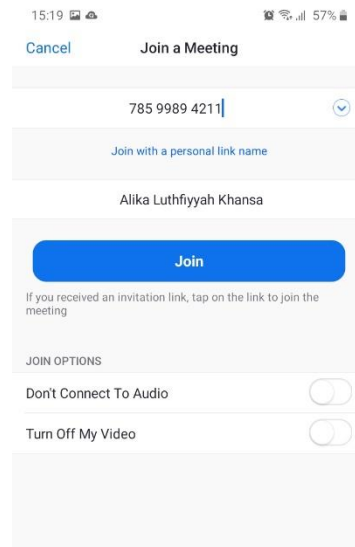 15:19 57%
Cancel Join a Meeting
785 9989 4211
Join with a personal link name
Alika Luthfiyyah Khansa
Join
If you received an invitation link, tap on the link to join the
meeting
JOIN OPTIONS
Don't Connect To Audio
Turn Off My Video